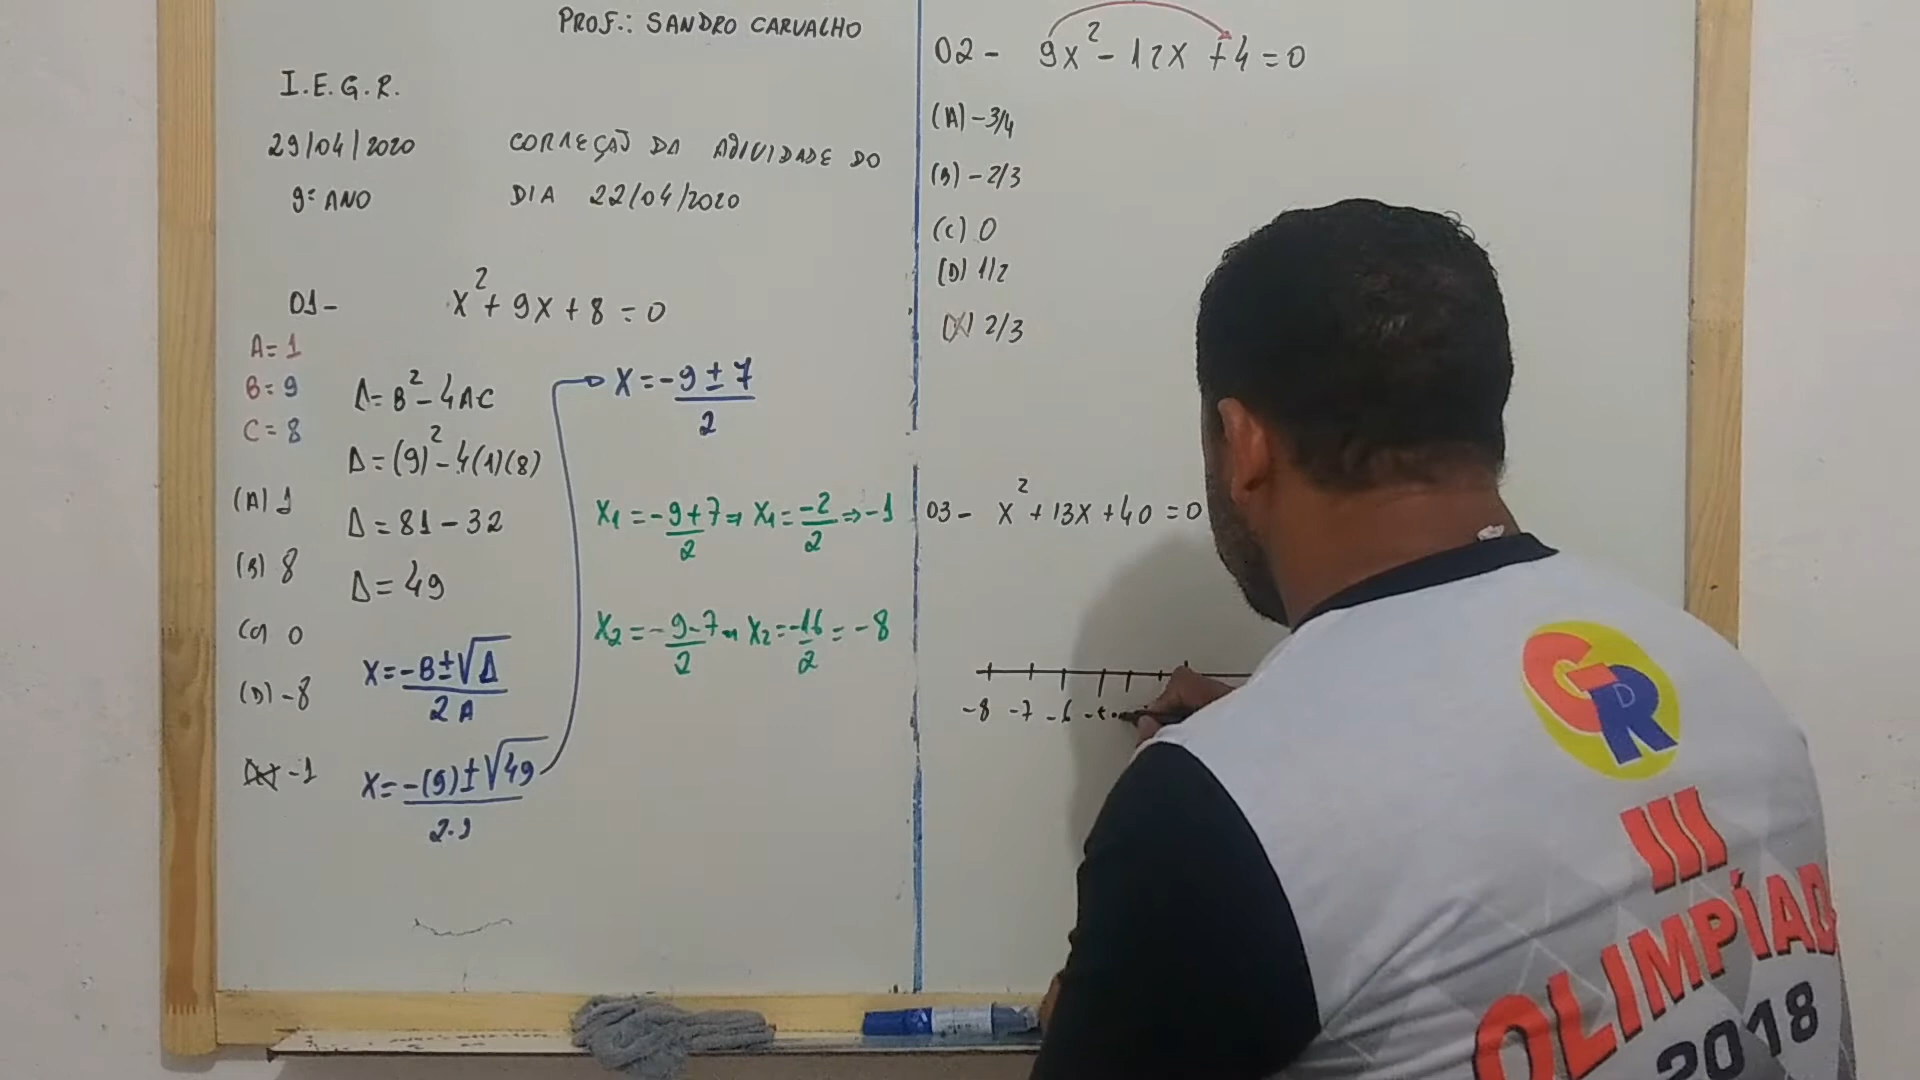 PROF.: SANDRO CARVALHO
I.E.G.R.
29/04/2020
9º ANO
CORREÇÃO DA ATIVIDADE DO
DIA 22/04/2020
01- x²+ 9x + 8 = 0
A= 1
B= 9
C= 8
Δ= B²- 4AC
Δ= (9)²- 4(1)(8)
Δ= 81 - 32
Δ= 49
X= -B±√Δ
2A
X= -(9)±√49
2.1
(A) 1
(B) 8
(C) 0
(D) -8
-1
X = -9 ± 7
2
X1 = -9+7 ⇒ X1 = -2 ⇒ -1
2 2
X2 = -9-7 ⇒ X2 = -16 = -8
2 2
02- 9x²- 12x +4 = 0
(A) -3/4
(B) -2/3
(C) 0
(D) 1/2
2/3
03- x²+ 13x + 40 = 0
-8 -7 -6
GDR
III
OLIMPÍAD
2018